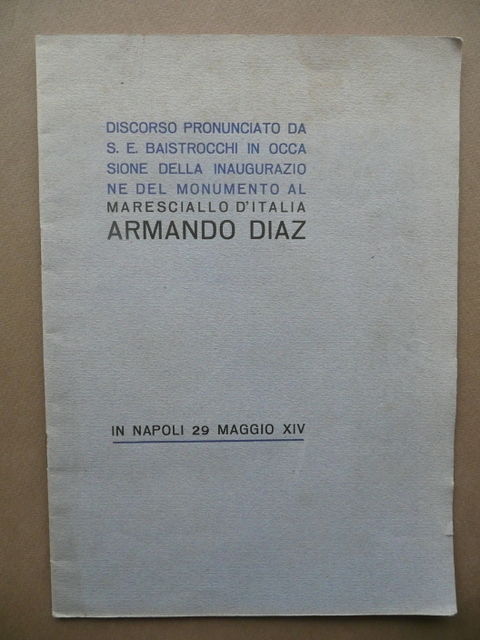 DISCORSO PRONUNCIATO DA
S. E. BAISTROCCHI IN OCCA
SIONE DELLA INAUGURAZIO
NE DEL MONUMENTO AL
MARESCIALLO D'ITALIA
ARMANDO DIAZ
IN NAPOLI 29 MAGGIO XIV